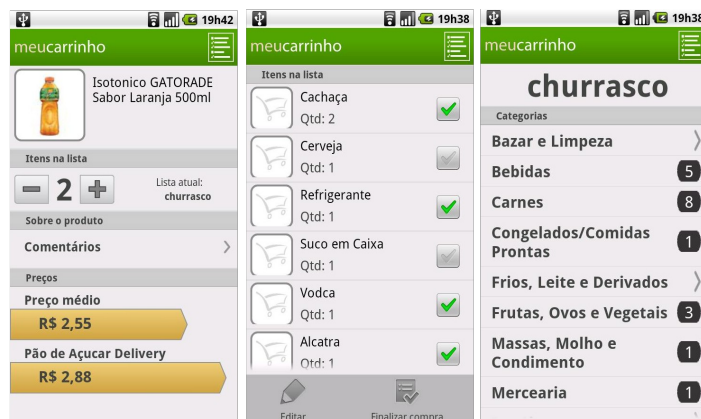 19h42
meucarrinho
Isotonico GATORADE
Sabor Laranja 500ml
Itens na lista
2
Lista atual:
churrasco
Sobre o produto
Comentários
Preços
Preço médio
R$ 2,55
Pão de Açucar Delivery
R$ 2,88
19h38
meucarrinho
Itens na lista
Cachaça
Qtd: 2
Cerveja
Qtd: 1
Refrigerante
Qtd: 1
Suco em Caixa
Qtd: 1
Vodca
Qtd: 1
Alcatra
Qtd: 1
Editar
Finalizar compra
19h38
meucarrinho
churrasco
Categorias
Bazar e Limpeza
Bebidas 5
Carnes 8
Congelados/Comidas
Prontas 1
Frios, Leite e Derivados
Frutas, Ovos e Vegetais 3
Massas, Molho e
Condimento 1
Mercearia 1